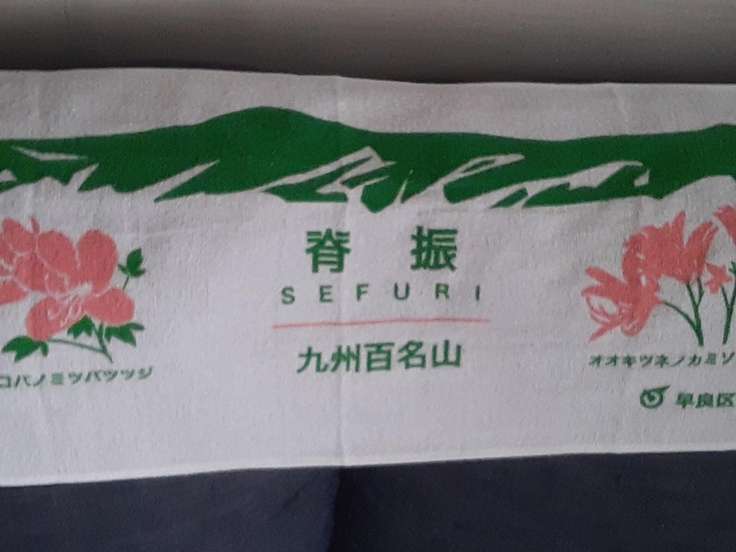 脊 振
SEFURI
九州百名山
コバノミツバツツジ
オオキツネノカミソ
早良区